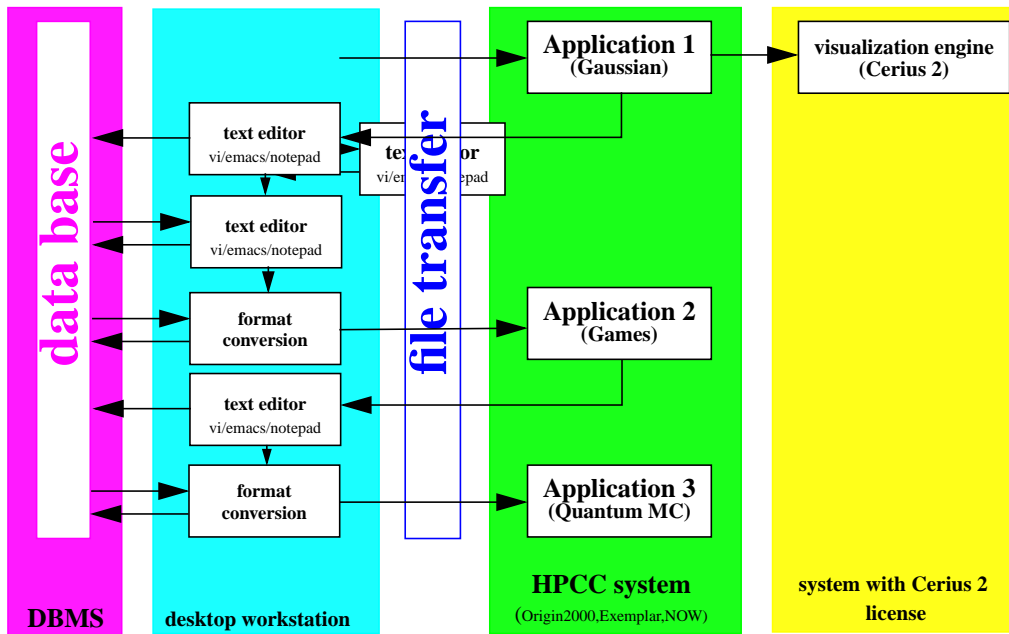 data base
DBMS
text editor
vi/emacs/notepad
text editor
vi/emacs/notepad
format
conversion
text editor
vi/emacs/notepad
format
conversion
desktop workstation
file transfer
Application 1
(Gaussian)
Application 2
(Games)
Application 3
(Quantum MC)
HPCC system
(Origin2000,Exemplar,NOW)
visualization engine
(Cerius 2)
system with Cerius 2
license